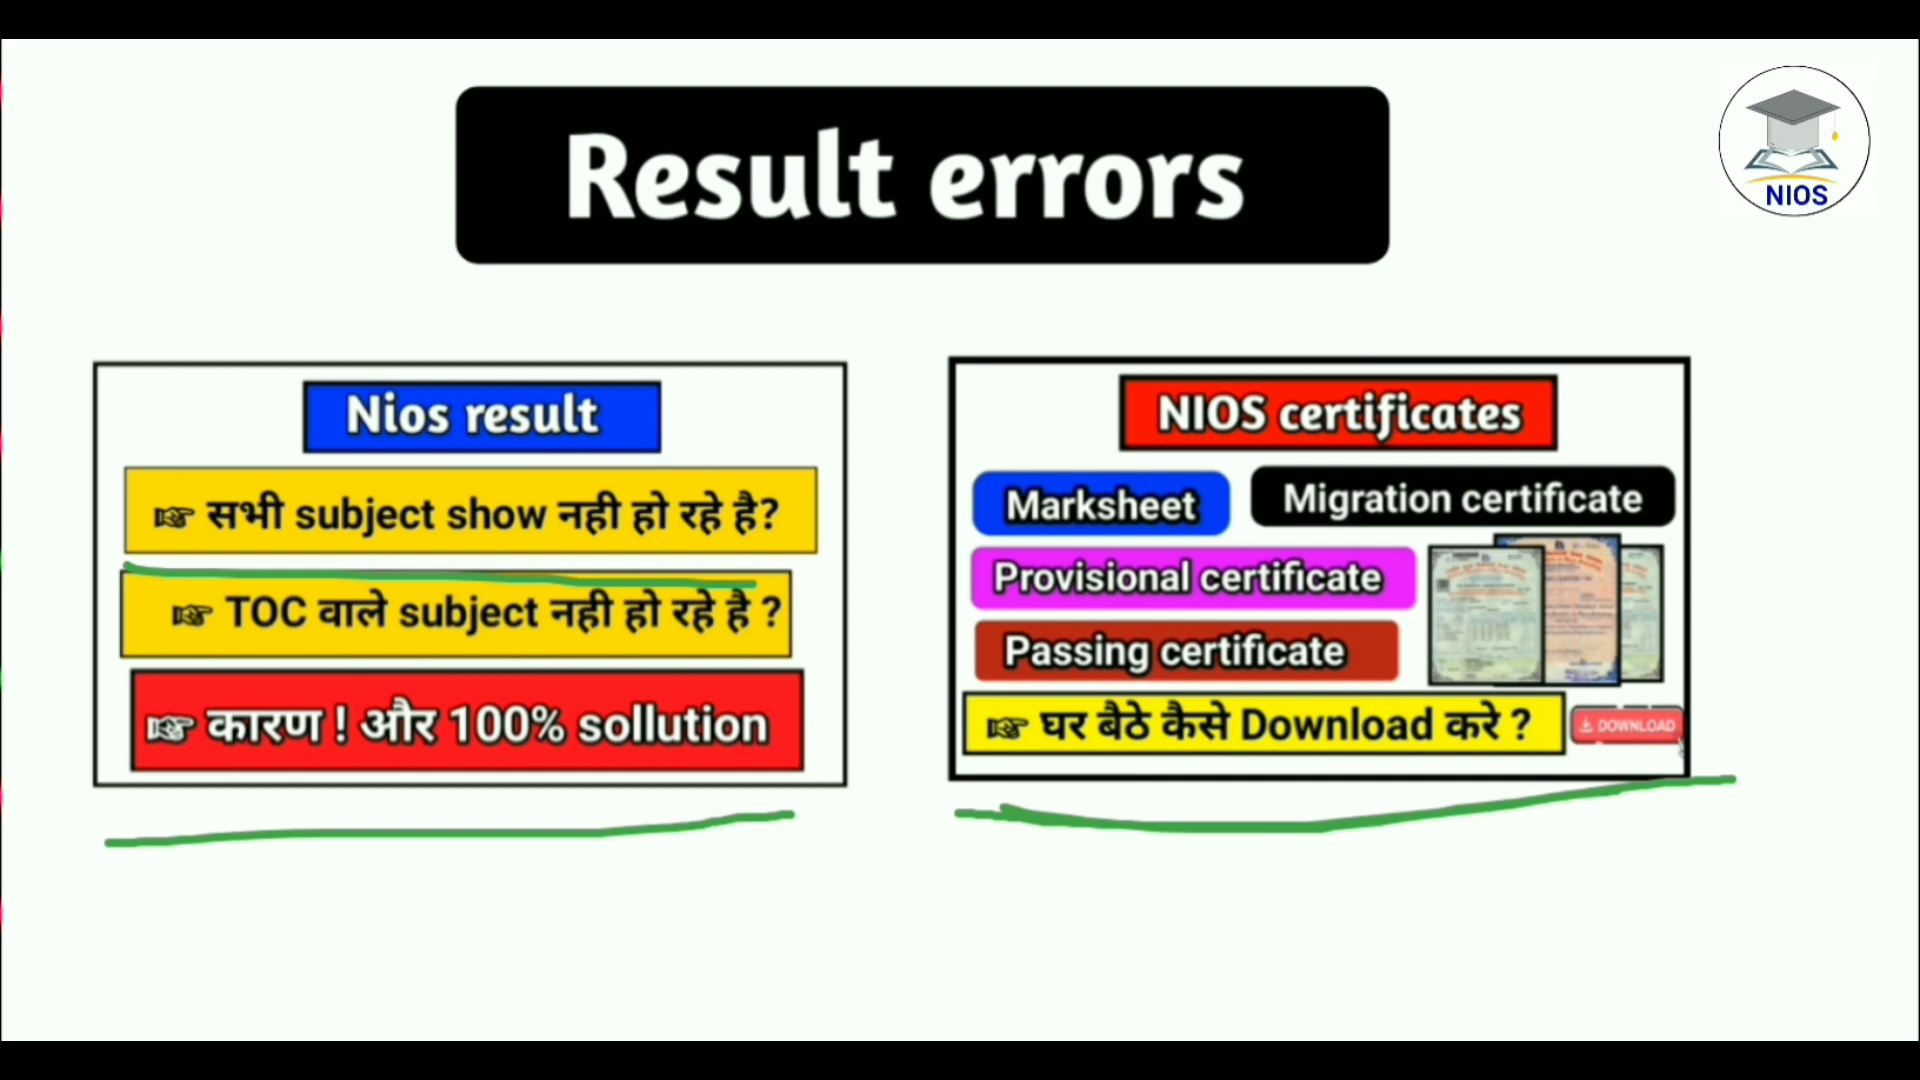 Result errors
NIOS
Nios result
☞ सभी subject show नही हो रहे है?
☞ TOC वाले subject नही हो रहे है ?
☞ कारण ! और 100% sollution
NIOS certificates
Marksheet
Migration certificate
Provisional certificate
Passing certificate
☞ घर बैठे कैसे Download करे ?
DOWNLOAD